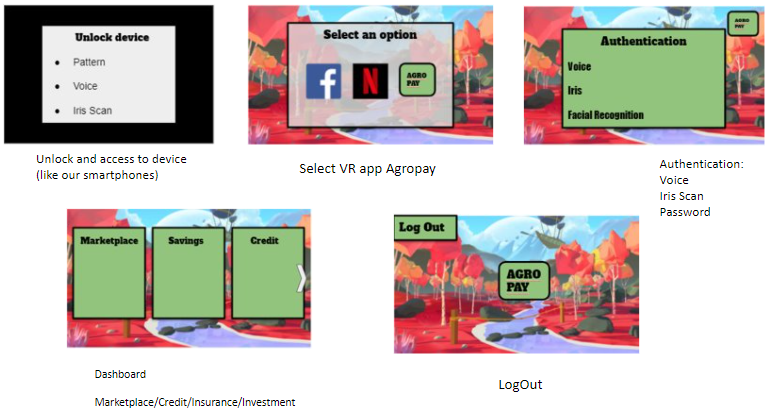 Unlock device
• Pattern
• Voice
• Iris Scan
Unlock and access to device
(like our smartphones)
Select an option
f
N
AGRO
PAY
Select VR app Agropay
AGRO
PAY
Authentication
Voice
Iris
Facial Recognition
Authentication:
Voice
Iris Scan
Password
Marketplace
Savings
Credit
Dashboard
Marketplace/Credit/Insurance/Investment
Log Out
AGRO
PAY
LogOut